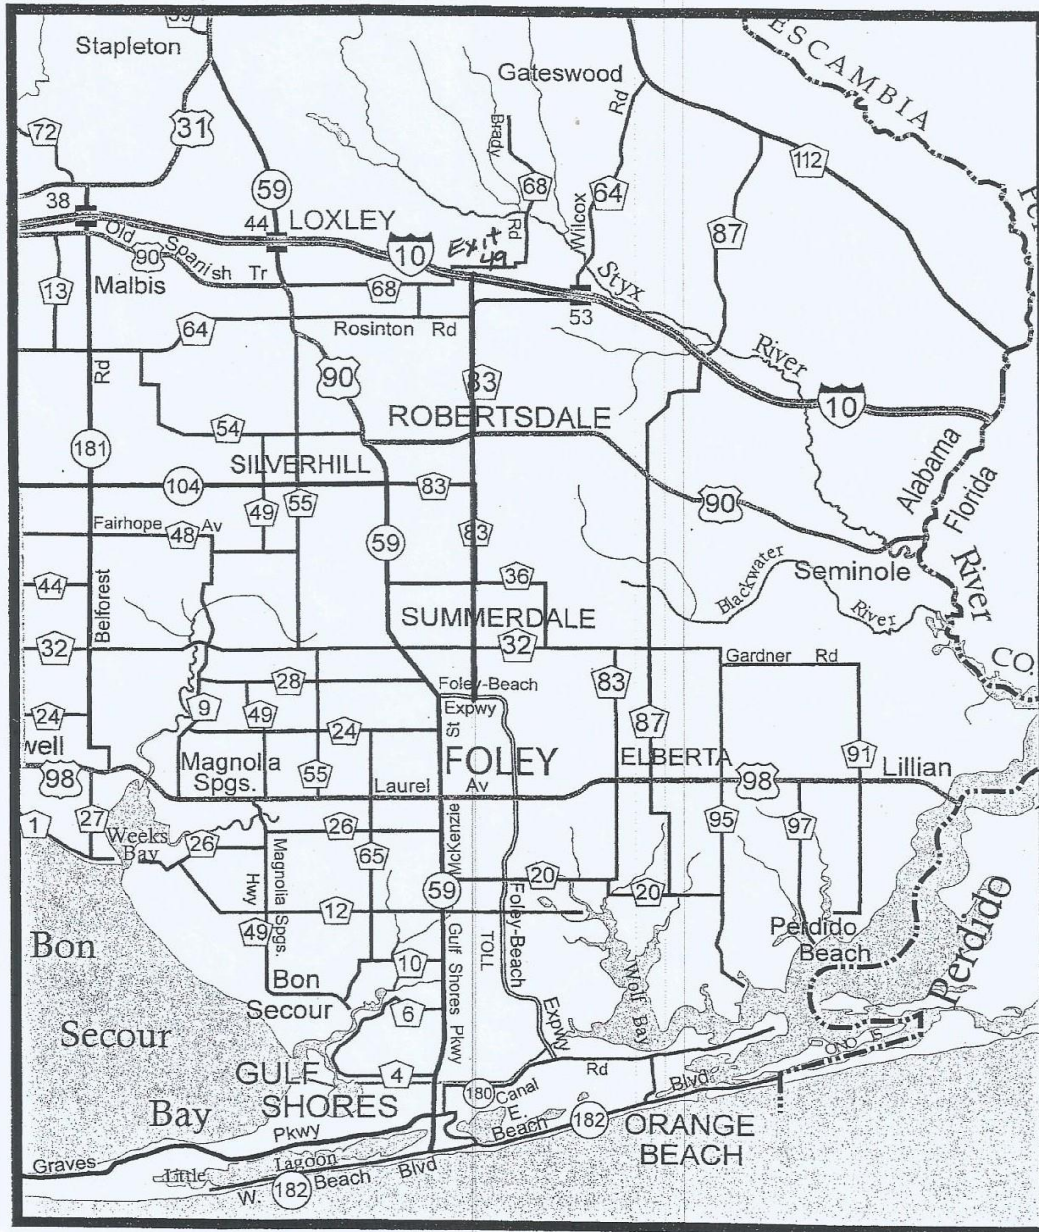 Stapleton
Gateswood
ESCAMBIA
31
72
Rd
Brady
112
59
68
64
38
44
LOXLEY
Wilcox
87
Old
Spanish
Tr
90
Exit
49
Rd
10
Styx
River
13
Malbis
68
53
64
Rosinton Rd
Rd
90
83
10
ROBERTSDALE
54
181
SILVERHILL
Alabama
Florida
104
83
49
55
90
Fairhope Av
48
59
83
44
36
Seminole
Blackwater
River
River
Belforest
SUMMERDALE
32
32
CO.
28
Foley-Beach
Expwy
83
Gardner Rd
9
49
24
24
St
87
well
Magnolia
Spgs.
55
FOLEY
ELBERTA
91
98
Laurel Av
98
Lillian
1
27
Weeks
Bay
26
26
65
McKenzie
95
97
59
20
20
Magnolia Spgs.
Hwy
12
49
Foley-Beach
Expwy
TOLL
Gulf Shores Pkwy
Perdido
Beach
Perdido
Bon
Secour
Bay
Bon
Secour
10
6
Wolf Bay
GULF
SHORES
4
180
Canal
Rd
E.
Beach
Blvd
182
ORANGE
BEACH
Pkwy
Graves
Little
Lagoon
W.
182
Beach
Blvd